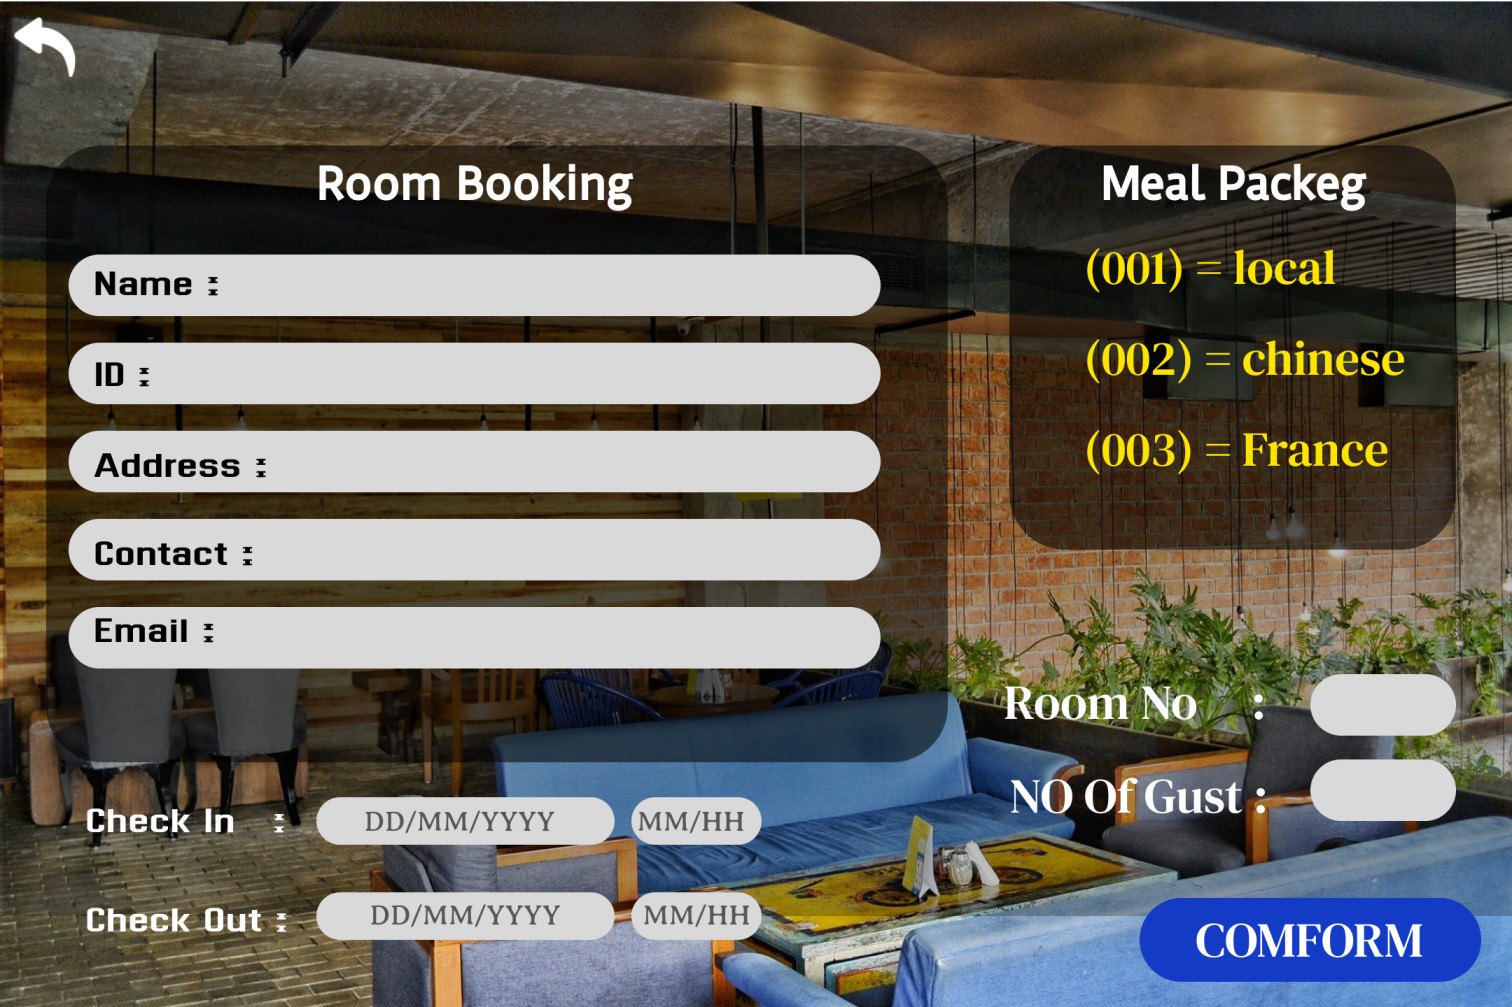 Room Booking
Name :
ID :
Address :
Contact :
Email :
Check In :
DD/MM/YYYY
MM/HH
Check Out :
DD/MM/YYYY
MM/HH
Meal Packeg
(001) = local
(002) = chinese
(003) = France
Room No :
NO Of Gust :
COMFORM